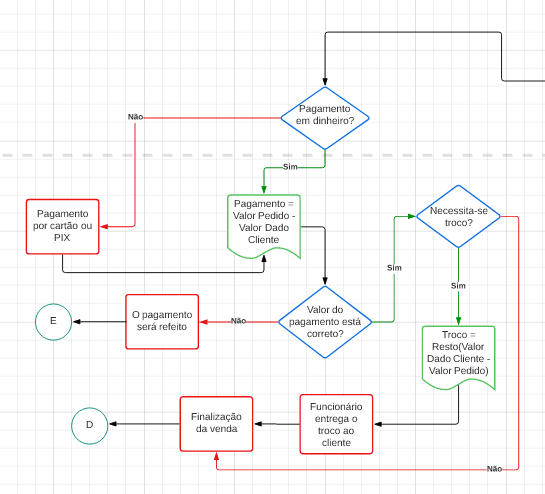 Pagamento
em dinheiro?
Não
Sim
Pagamento
por cartão ou
PIX
Pagamento =
Valor Pedido -
Valor Dado
Cliente
Necessita-se
troco?
Sim
Sim
E
O pagamento
será refeito
Não
Valor do
pagamento está
correto?
Troco =
Resto(Valor
Dado Cliente -
Valor Pedido)
D
Finalização
da venda
Funcionário
entrega o
troco ao
cliente
Não